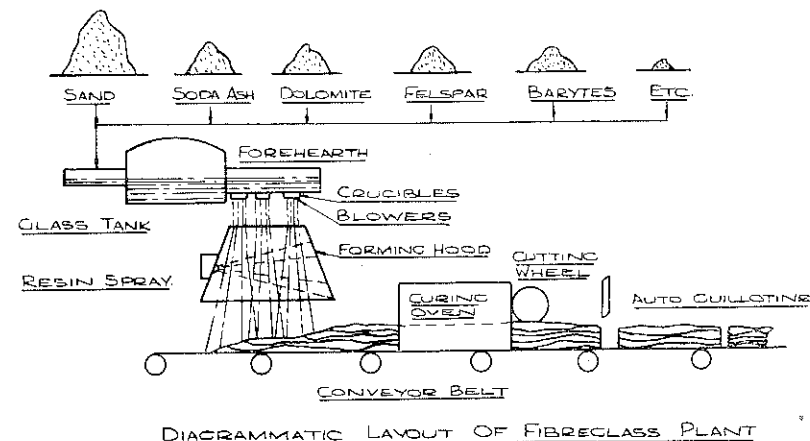 SAND SODA ASH DOLOMITE FELSPAR BARYTES ETC.
FOREHEARTH
CRUCIBLES
BLOWERS
GLASS TANK
FORMING HOOD
CUTTING
WHEEL
RESIN SPRAY.
CURING
OVEN
AUTO GUILLOTINE
CONVEYOR BELT
DIAGRAMMATIC LAYOUT OF FIBREGLASS PLANT